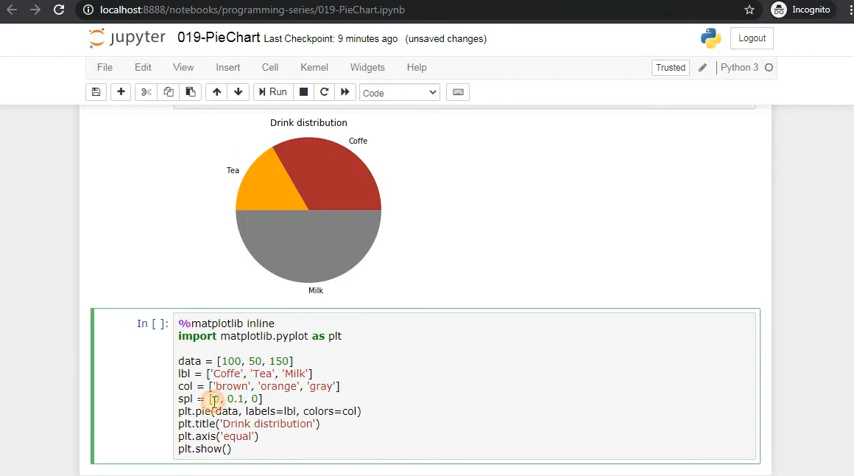 localhost:8888/notebooks/programming-series/019-PieChart.ipynb
Incognito
jupyter 019-PieChart Last Checkpoint: 9 minutes ago (unsaved changes)
Logout
File Edit View Insert Cell Kernel Widgets Help
Trusted Python 3
Run Code
Drink distribution
Coffe
Tea
Milk
In [ ]: %matplotlib inline
import matplotlib.pyplot as plt
data = [100, 50, 150]
lbl = ['Coffe', 'Tea', 'Milk']
col = ['brown', 'orange', 'gray']
spl = [0, 0.1, 0]
plt.pie(data, labels=lbl, colors=col)
plt.title('Drink distribution')
plt.axis('equal')
plt.show()